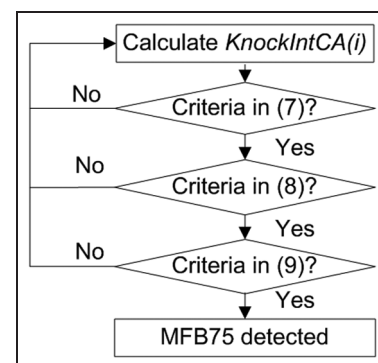 Calculate KnockIntCA(i)
No
Criteria in (7)?
Yes
No
Criteria in (8)?
Yes
No
Criteria in (9)?
Yes
MFB75 detected